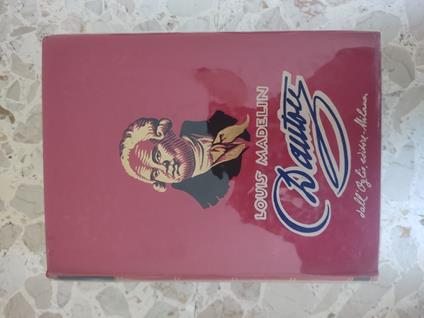 LOUIS MADELIN
Danton
dall'Oglio, editore-Milano